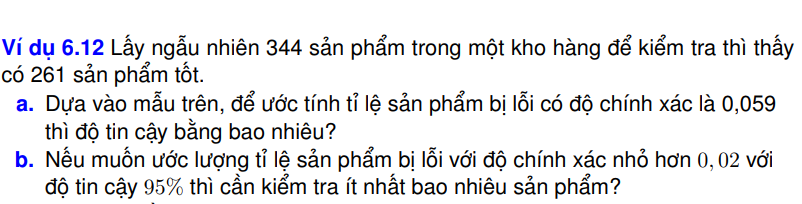 Ví dụ 6.12 Lấy ngẫu nhiên 344 sản phẩm trong một kho hàng để kiểm tra thì thấy
có 261 sản phẩm tốt.
a. Dựa vào mẫu trên, để ước tính tỉ lệ sản phẩm bị lỗi có độ chính xác là 0,059
thì độ tin cậy bằng bao nhiêu?
b. Nếu muốn ước lượng tỉ lệ sản phẩm bị lỗi với độ chính xác nhỏ hơn 0, 02 với
độ tin cậy 95% thì cần kiểm tra ít nhất bao nhiêu sản phẩm?